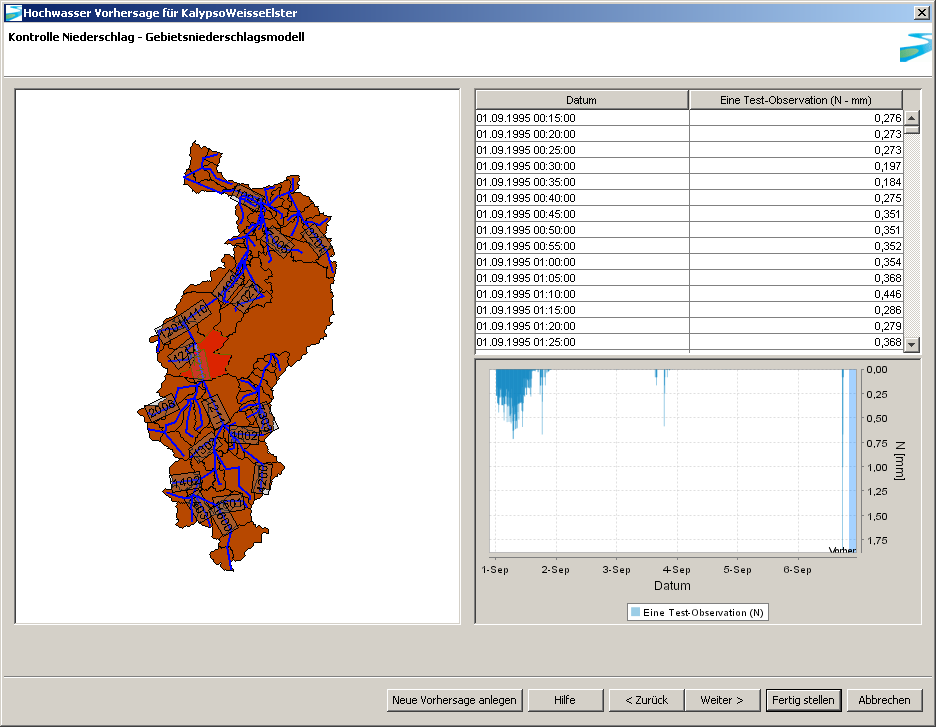 Hochwasser Vorhersage für KalypsoWeisseElster
Kontrolle Niederschlag - Gebietsniederschlagsmodell
Datum Eine Test-Observation (N - mm)
01.09.1995 00:15:00 0,276
01.09.1995 00:20:00 0,273
01.09.1995 00:25:00 0,273
01.09.1995 00:30:00 0,197
01.09.1995 00:35:00 0,184
01.09.1995 00:40:00 0,275
01.09.1995 00:45:00 0,351
01.09.1995 00:50:00 0,351
01.09.1995 00:55:00 0,352
01.09.1995 01:00:00 0,354
01.09.1995 01:05:00 0,368
01.09.1995 01:10:00 0,446
01.09.1995 01:15:00 0,286
01.09.1995 01:20:00 0,279
01.09.1995 01:25:00 0,368
0,00
0,25
0,50
0,75
1,00
1,25
1,50
1,75
N [mm]
Vorher
1-Sep 2-Sep 3-Sep 4-Sep 5-Sep 6-Sep
Datum
Eine Test-Observation (N)
2008
4002
Neue Vorhersage anlegen Hilfe < Zurück Weiter > Fertig stellen Abbrechen